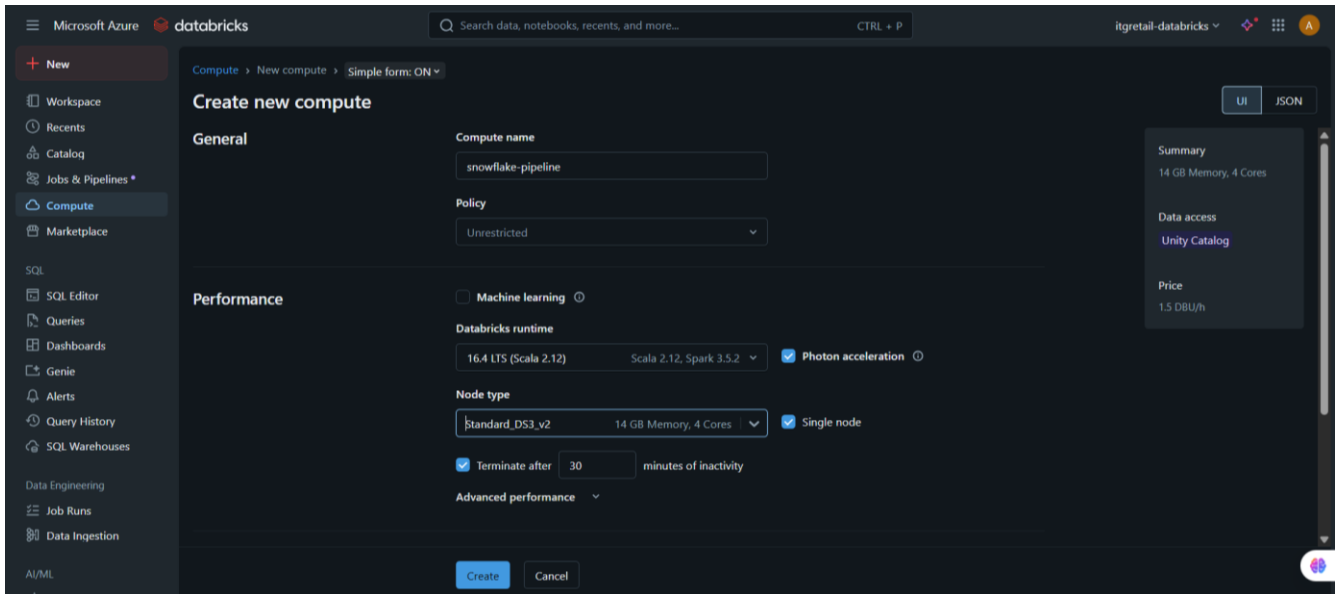 Microsoft Azure databricks
Search data, notebooks, recents, and more... CTRL + P
itgretail-databricks
A
New
Workspace
Recents
Catalog
Jobs & Pipelines
Compute
Marketplace
SQL
SQL Editor
Queries
Dashboards
Genie
Alerts
Query History
SQL Warehouses
Data Engineering
Job Runs
Data Ingestion
AI/ML
Compute › New compute › Simple form: ON
Create new compute
UI JSON
General
Compute name
snowflake-pipeline
Policy
Unrestricted
Performance
Machine learning
Databricks runtime
16.4 LTS (Scala 2.12) Scala 2.12, Spark 3.5.2
Photon acceleration
Node type
Standard_DS3_v2 14 GB Memory, 4 Cores
Single node
Terminate after 30 minutes of inactivity
Advanced performance
Create Cancel
Summary
14 GB Memory, 4 Cores
Data access
Unity Catalog
Price
1.5 DBU/h